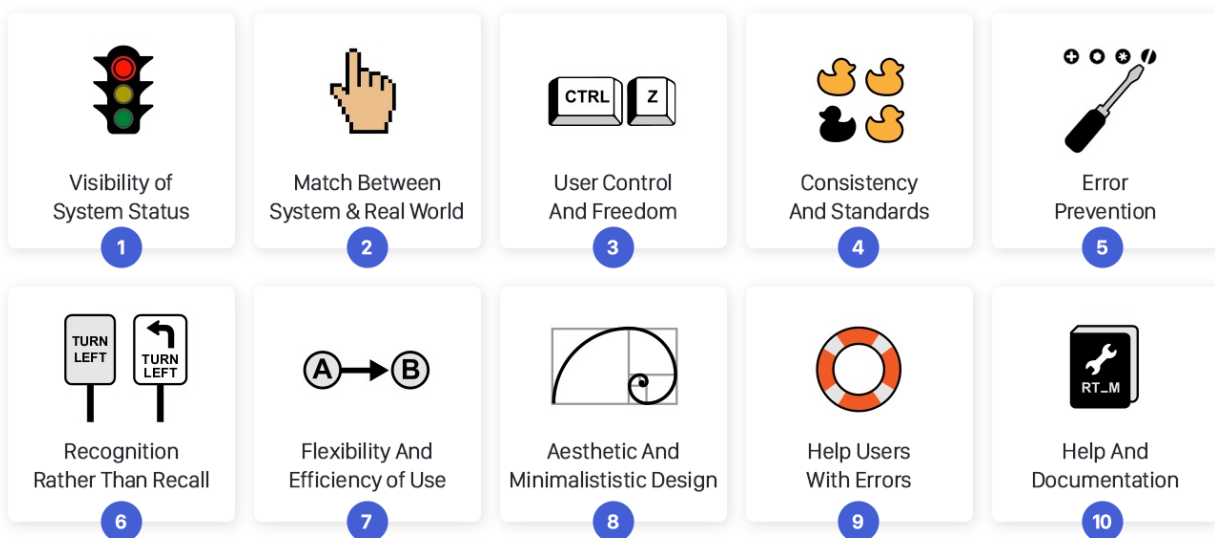 CTRL
Z
Visibility of
System Status
1
Match Between
System & Real World
2
User Control
And Freedom
3
Consistency
And Standards
4
Error
Prevention
5
TURN
LEFT
TURN
LEFT
RT_M
Recognition
Rather Than Recall
6
A
B
Flexibility And
Efficiency of Use
7
Aesthetic And
Minimalististic Design
8
Help Users
With Errors
9
Help And
Documentation
10